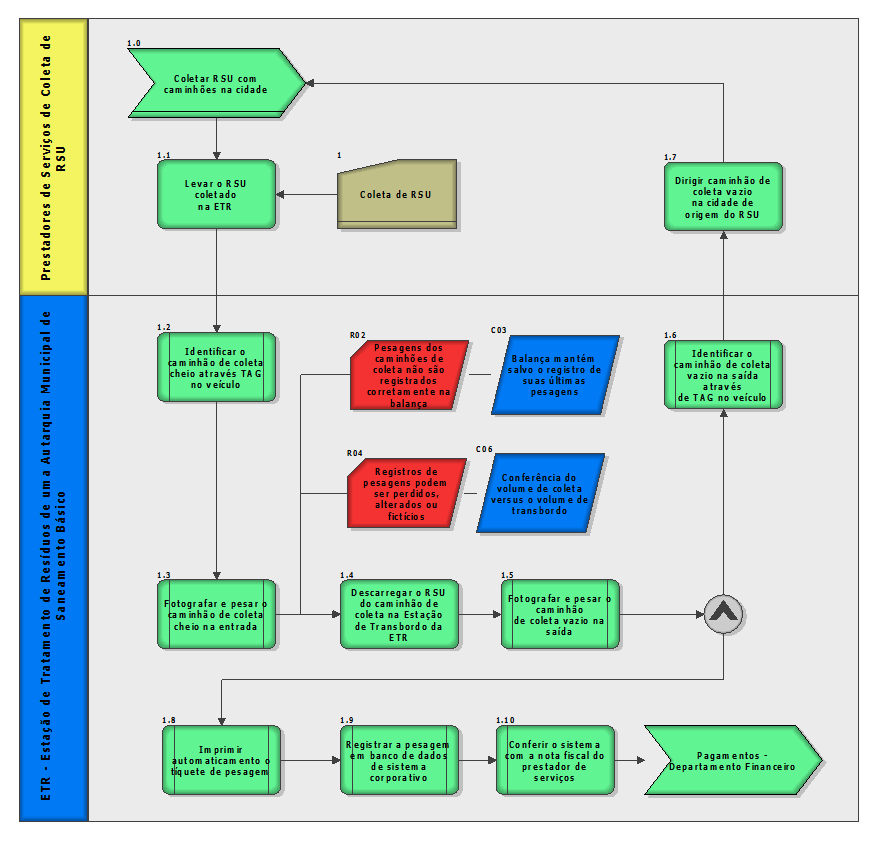 Prestadores de Serviços de Coleta de
RSU
1.0
Coletar RSU com
caminhões na cidade
1.1
Levar o RSU
coletado
na ETR
1
Coleta de RSU
1.7
Dirigir caminhão de
coleta vazio
na cidade de
origem do RSU
ETR - Estação de Tratamento de Resíduos de uma Autarquia Municipal de
Saneamento Básico
1.2
Identificar o
caminhão de coleta
cheio através TAG
no veículo
R02
Pesagens dos
caminhões de
coleta não são
registrados
corretamente na
balança
C03
Balança mantém
salvo o registro de
suas últimas
pesagens
1.6
Identificar o
caminhão de coleta
vazio na saída
através
de TAG no veículo
R04
Registros de
pesagens podem
ser perdidos,
alterados ou
fictícios
C06
Conferência do
volume de coleta
versus o volume de
transbordo
1.3
Fotografar e pesar o
caminhão de coleta
cheio na entrada
1.4
Descarregar o RSU
do caminhão de
coleta na Estação
de Transbordo da
ETR
1.5
Fotografar e pesar o
caminhão
de coleta vazio na
saída
1.8
Imprimir
automaticamento o
tíquete de pesagem
1.9
Registrar a pesagem
em banco de dados
de sistema
corporativo
1.10
Conferir o sistema
com a nota fiscal do
prestador de
serviços
Pagamentos -
Departamento Financeiro